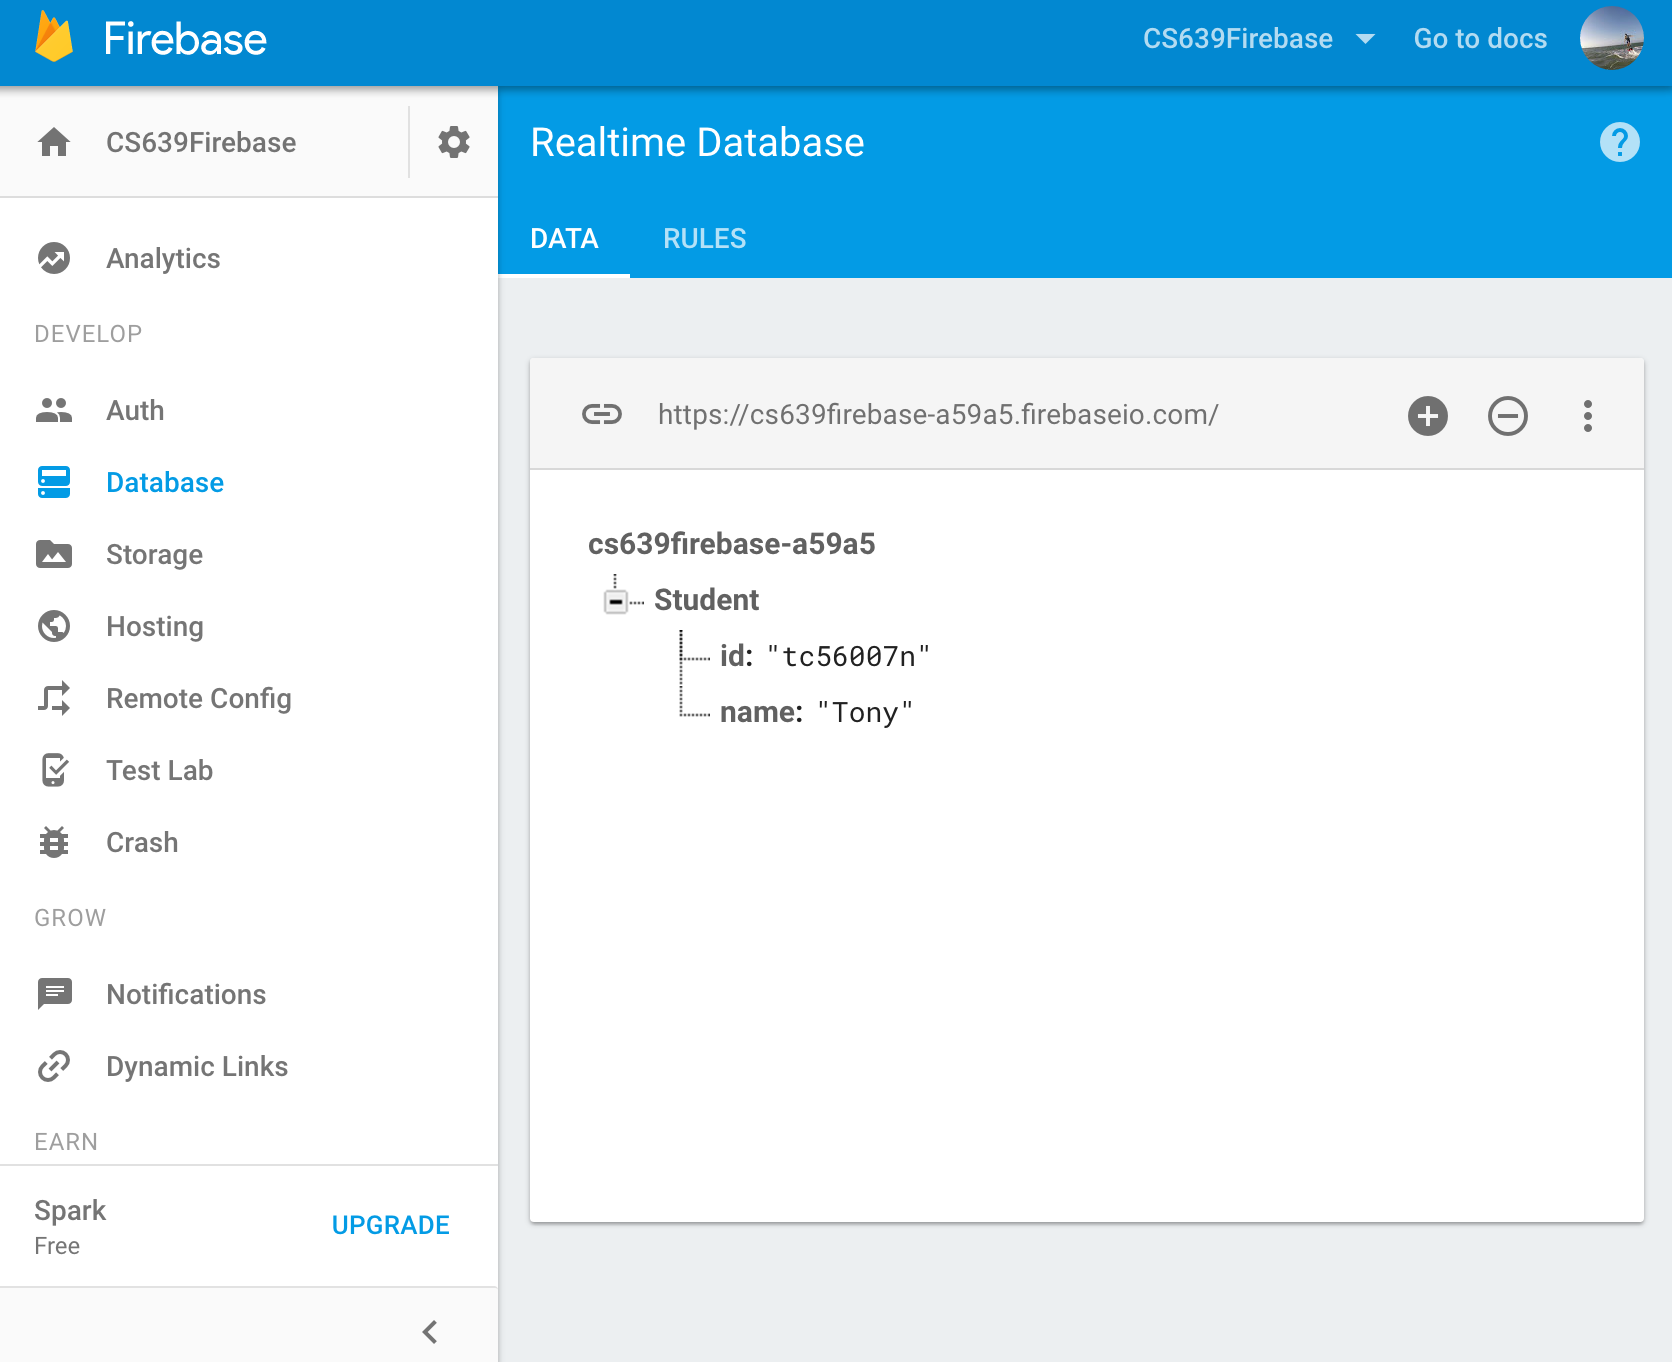 Firebase
CS639Firebase
Go to docs
CS639Firebase
Analytics
DEVELOP
Auth
Database
Storage
Hosting
Remote Config
Test Lab
Crash
GROW
Notifications
Dynamic Links
EARN
Spark
Free
UPGRADE
Realtime Database
?
DATA RULES
https://cs639firebase-a59a5.firebaseio.com/
cs639firebase-a59a5
Student
id: "tc56007n"
name: "Tony"